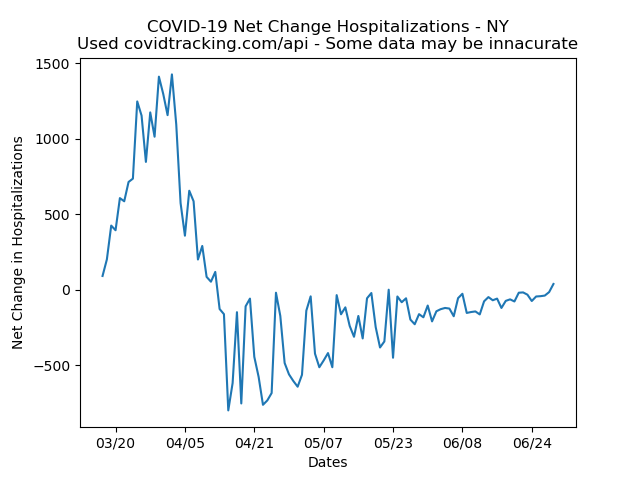 COVID-19 Net Change Hospitalizations - NY
Used covidtracking.com/api - Some data may be innacurate
1500
1000
500
0
−500
Net Change in Hospitalizations
03/20 04/05 04/21 05/07 05/23 06/08 06/24
Dates